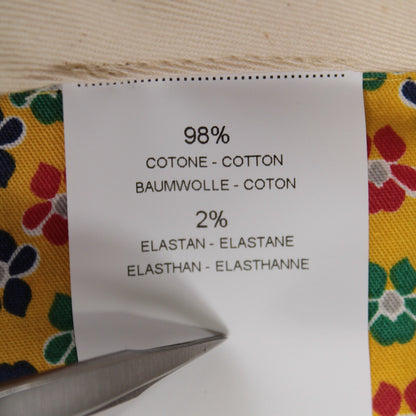 98%
COTONE - COTTON
BAUMWOLLE - COTON
2%
ELASTAN - ELASTANE
ELASTHAN - ELASTHANNE